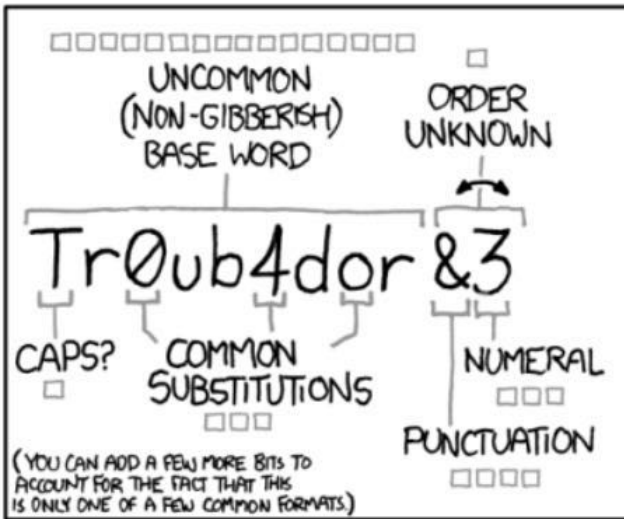 UNCOMMON
(NON-GIBBERISH)
BASE WORD
ORDER
UNKNOWN
Tr0ub4dor &3
CAPS?
COMMON
SUBSTITUTIONS
NUMERAL
PUNCTUATION
(YOU CAN ADD A FEW MORE BITS TO
ACCOUNT FOR THE FACT THAT THIS
IS ONLY ONE OF A FEW COMMON FORMATS.)